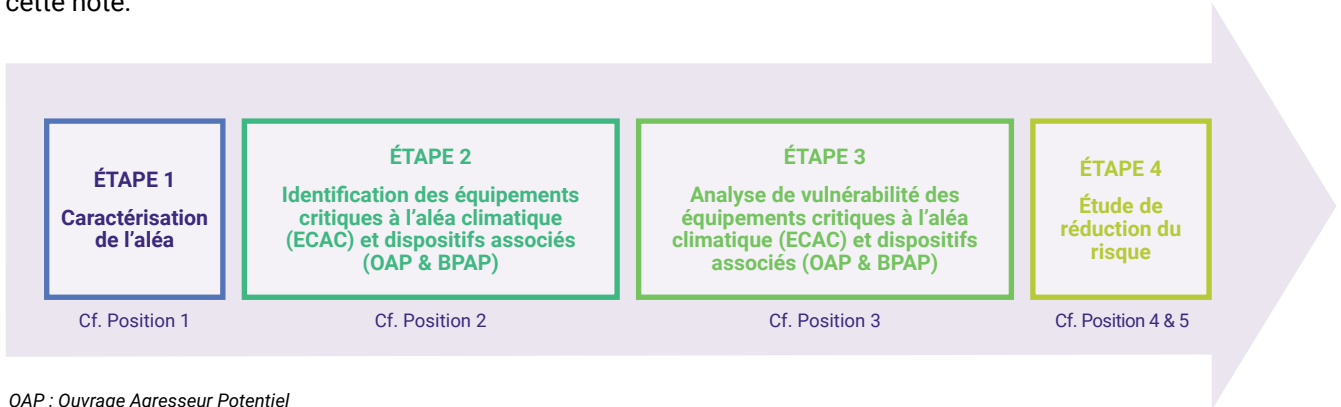 cette note.
ÉTAPE 1
Caractérisation
de l'aléa
Cf. Position 1
ÉTAPE 2
Identification des équipements
critiques à l'aléa climatique
(ECAC) et dispositifs associés
(OAP & BPAP)
Cf. Position 2
ÉTAPE 3
Analyse de vulnérabilité des
équipements critiques à l'aléa
climatique (ECAC) et dispositifs
associés (OAP & BPAP)
Cf. Position 3
ÉTAPE 4
Étude de
réduction du
risque
Cf. Position 4 & 5
OAP : Ouvrage Agresseur Potentiel